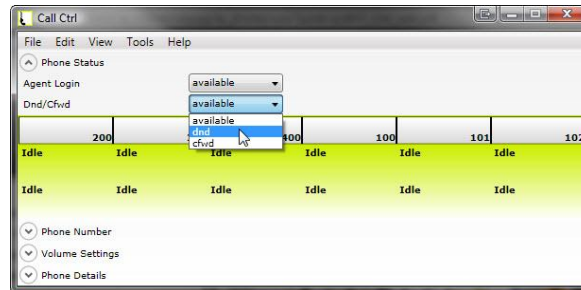 Call Ctrl
File Edit View Tools Help
Phone Status
Agent Login available
Dnd/Cfwd available
available
dnd
cfwd
200 400 100 101 102
Idle Idle Idle Idle Idle Idle
Idle Idle Idle Idle Idle Idle
Phone Number
Volume Settings
Phone Details